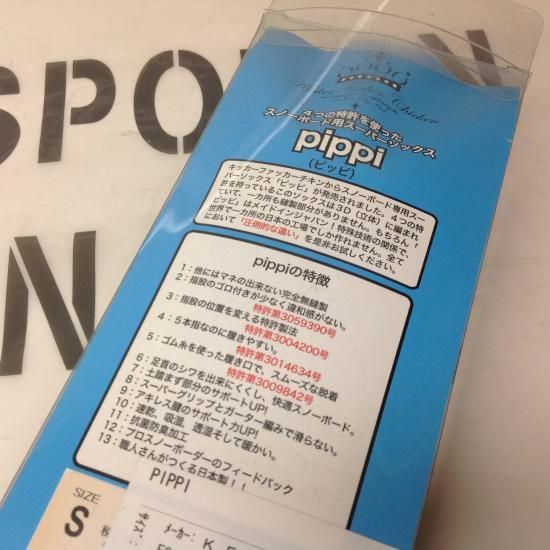 SPO
N
Kicker Fucker Chicken
4つの特許を使った
スノーボード用スーパーソックス
pippi
(ピッピ)
キッカーファッカーチキンからスノーボード専用スー
パーソックス「ピッピ」が発売されました。4つの特
許を持っているこのソックスは3D(立体)に編まれ
ていて、一カ所も縫製部分がありません。もちろん
ピッピ」はメイドインジャパン!特殊技術の関係で、
世界で一カ所の日本の工場でしか作れません。全て
において「圧倒的な違い」を是非お試しください。
pippiの特徴
1:他にはマネの出来ない完全無縫製
2:指股のゴロ付きが少なく違和感がない。
特許第3059390号
3:指股の位置を変える特許製法
特許第3004200号
4:5本指なのに履きやすい。
特許第3014634号
5:ゴム糸を使った履き口で、スムーズな脱着
特許第3009842号
6:足首のシワを出来にくくし、快適スノーボード。
7:土踏まず部分のサポートUP!
8:スーパーグリップとガーター編みで滑らない。
9:アキレス腱のサポート力UP!
10:速乾、吸湿、透湿そして暖かい。
11:抗菌防臭加工
12:プロスノーボーダーのフィードバック
13:職人さんがつくる日本製!!
PIPPI
SIZE
S
メーカー: K
サイズ: